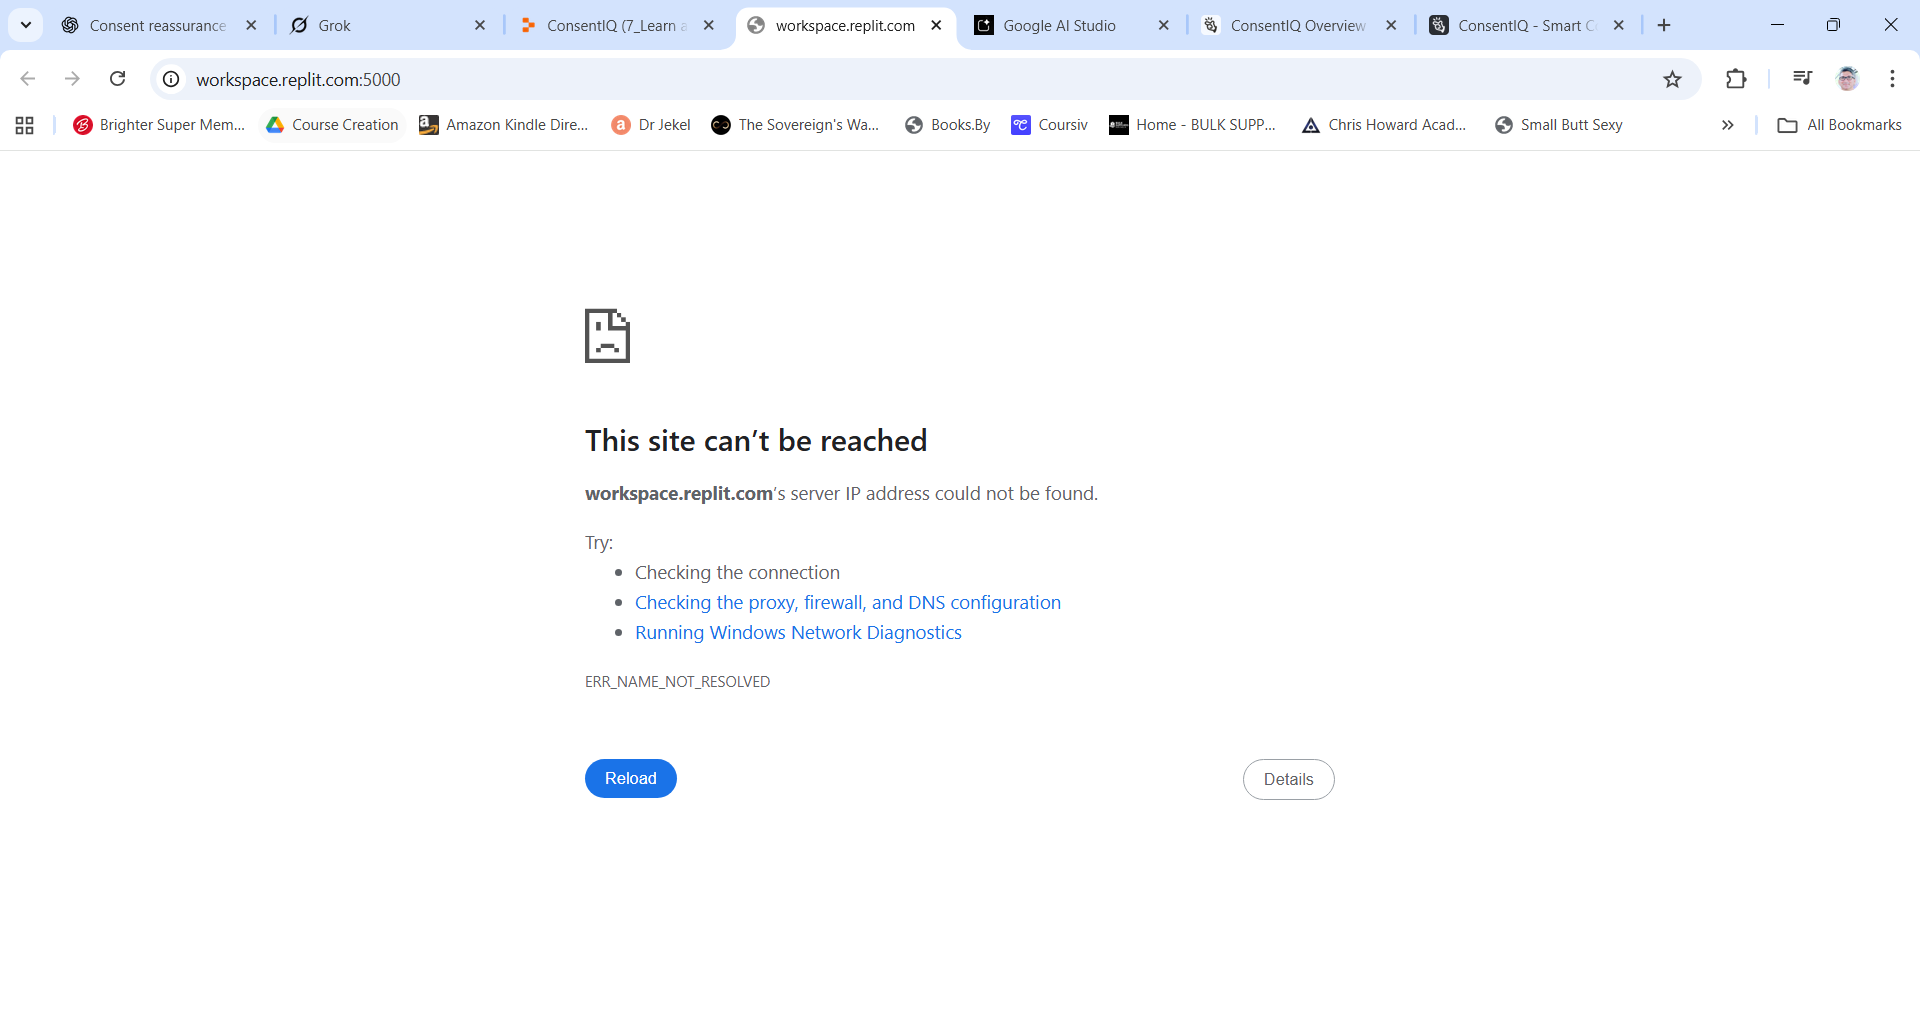 Consent reassurance
Grok
ConsentIQ (7_Learn a
workspace.replit.com
Google AI Studio
ConsentIQ Overview
ConsentIQ - Smart C
workspace.replit.com:5000
Brighter Super Mem...
Course Creation
Amazon Kindle Dire...
Dr Jekel
The Sovereign's Wa...
Books.By
Coursiv
Home - BULK SUPP...
Chris Howard Acad...
Small Butt Sexy
All Bookmarks
This site can’t be reached
workspace.replit.com’s server IP address could not be found.
Try:
Checking the connection
Checking the proxy, firewall, and DNS configuration
Running Windows Network Diagnostics
ERR_NAME_NOT_RESOLVED
Reload
Details